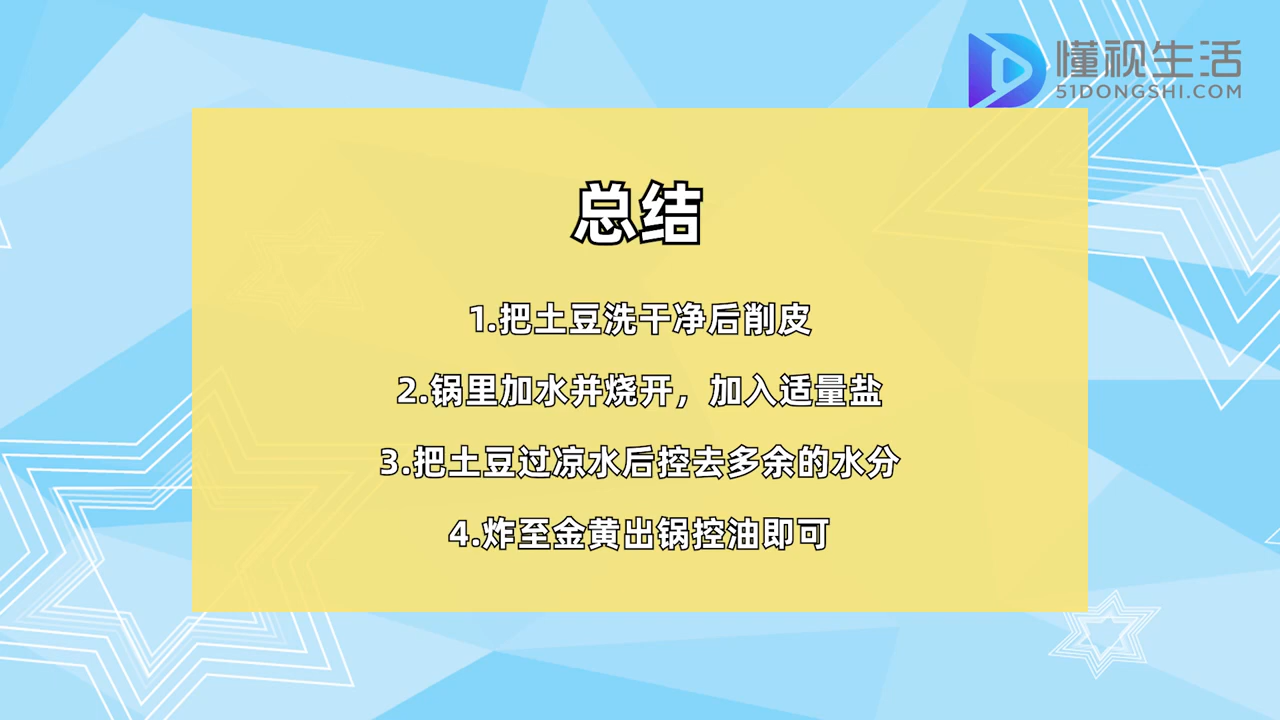 懂视生活
51DONGSHI.COM
总结
1.把土豆洗干净后削皮
2.锅里加水并烧开，加入适量盐
3.把土豆过凉水后控去多余的水分
4.炸至金黄出锅控油即可